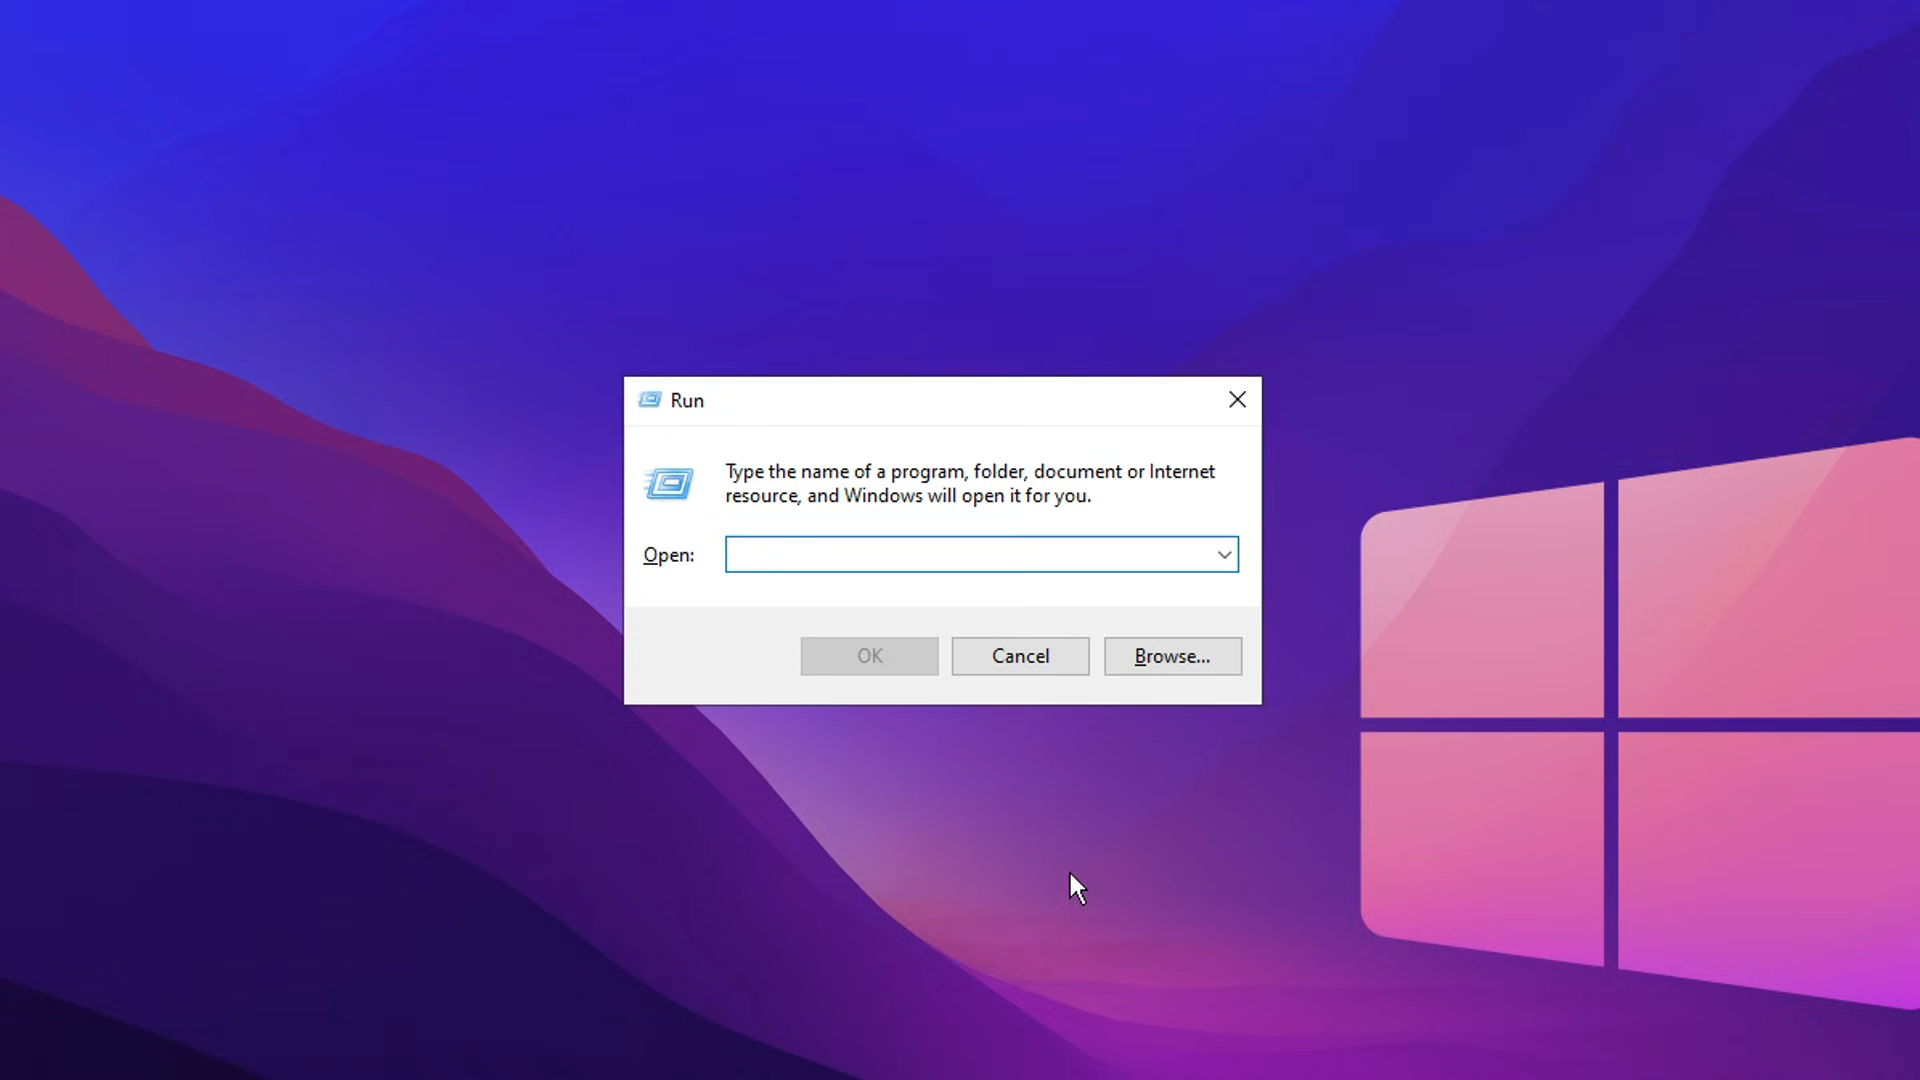 Run
Type the name of a program, folder, document or Internet
resource, and Windows will open it for you.
Open:
OK
Cancel
Browse...